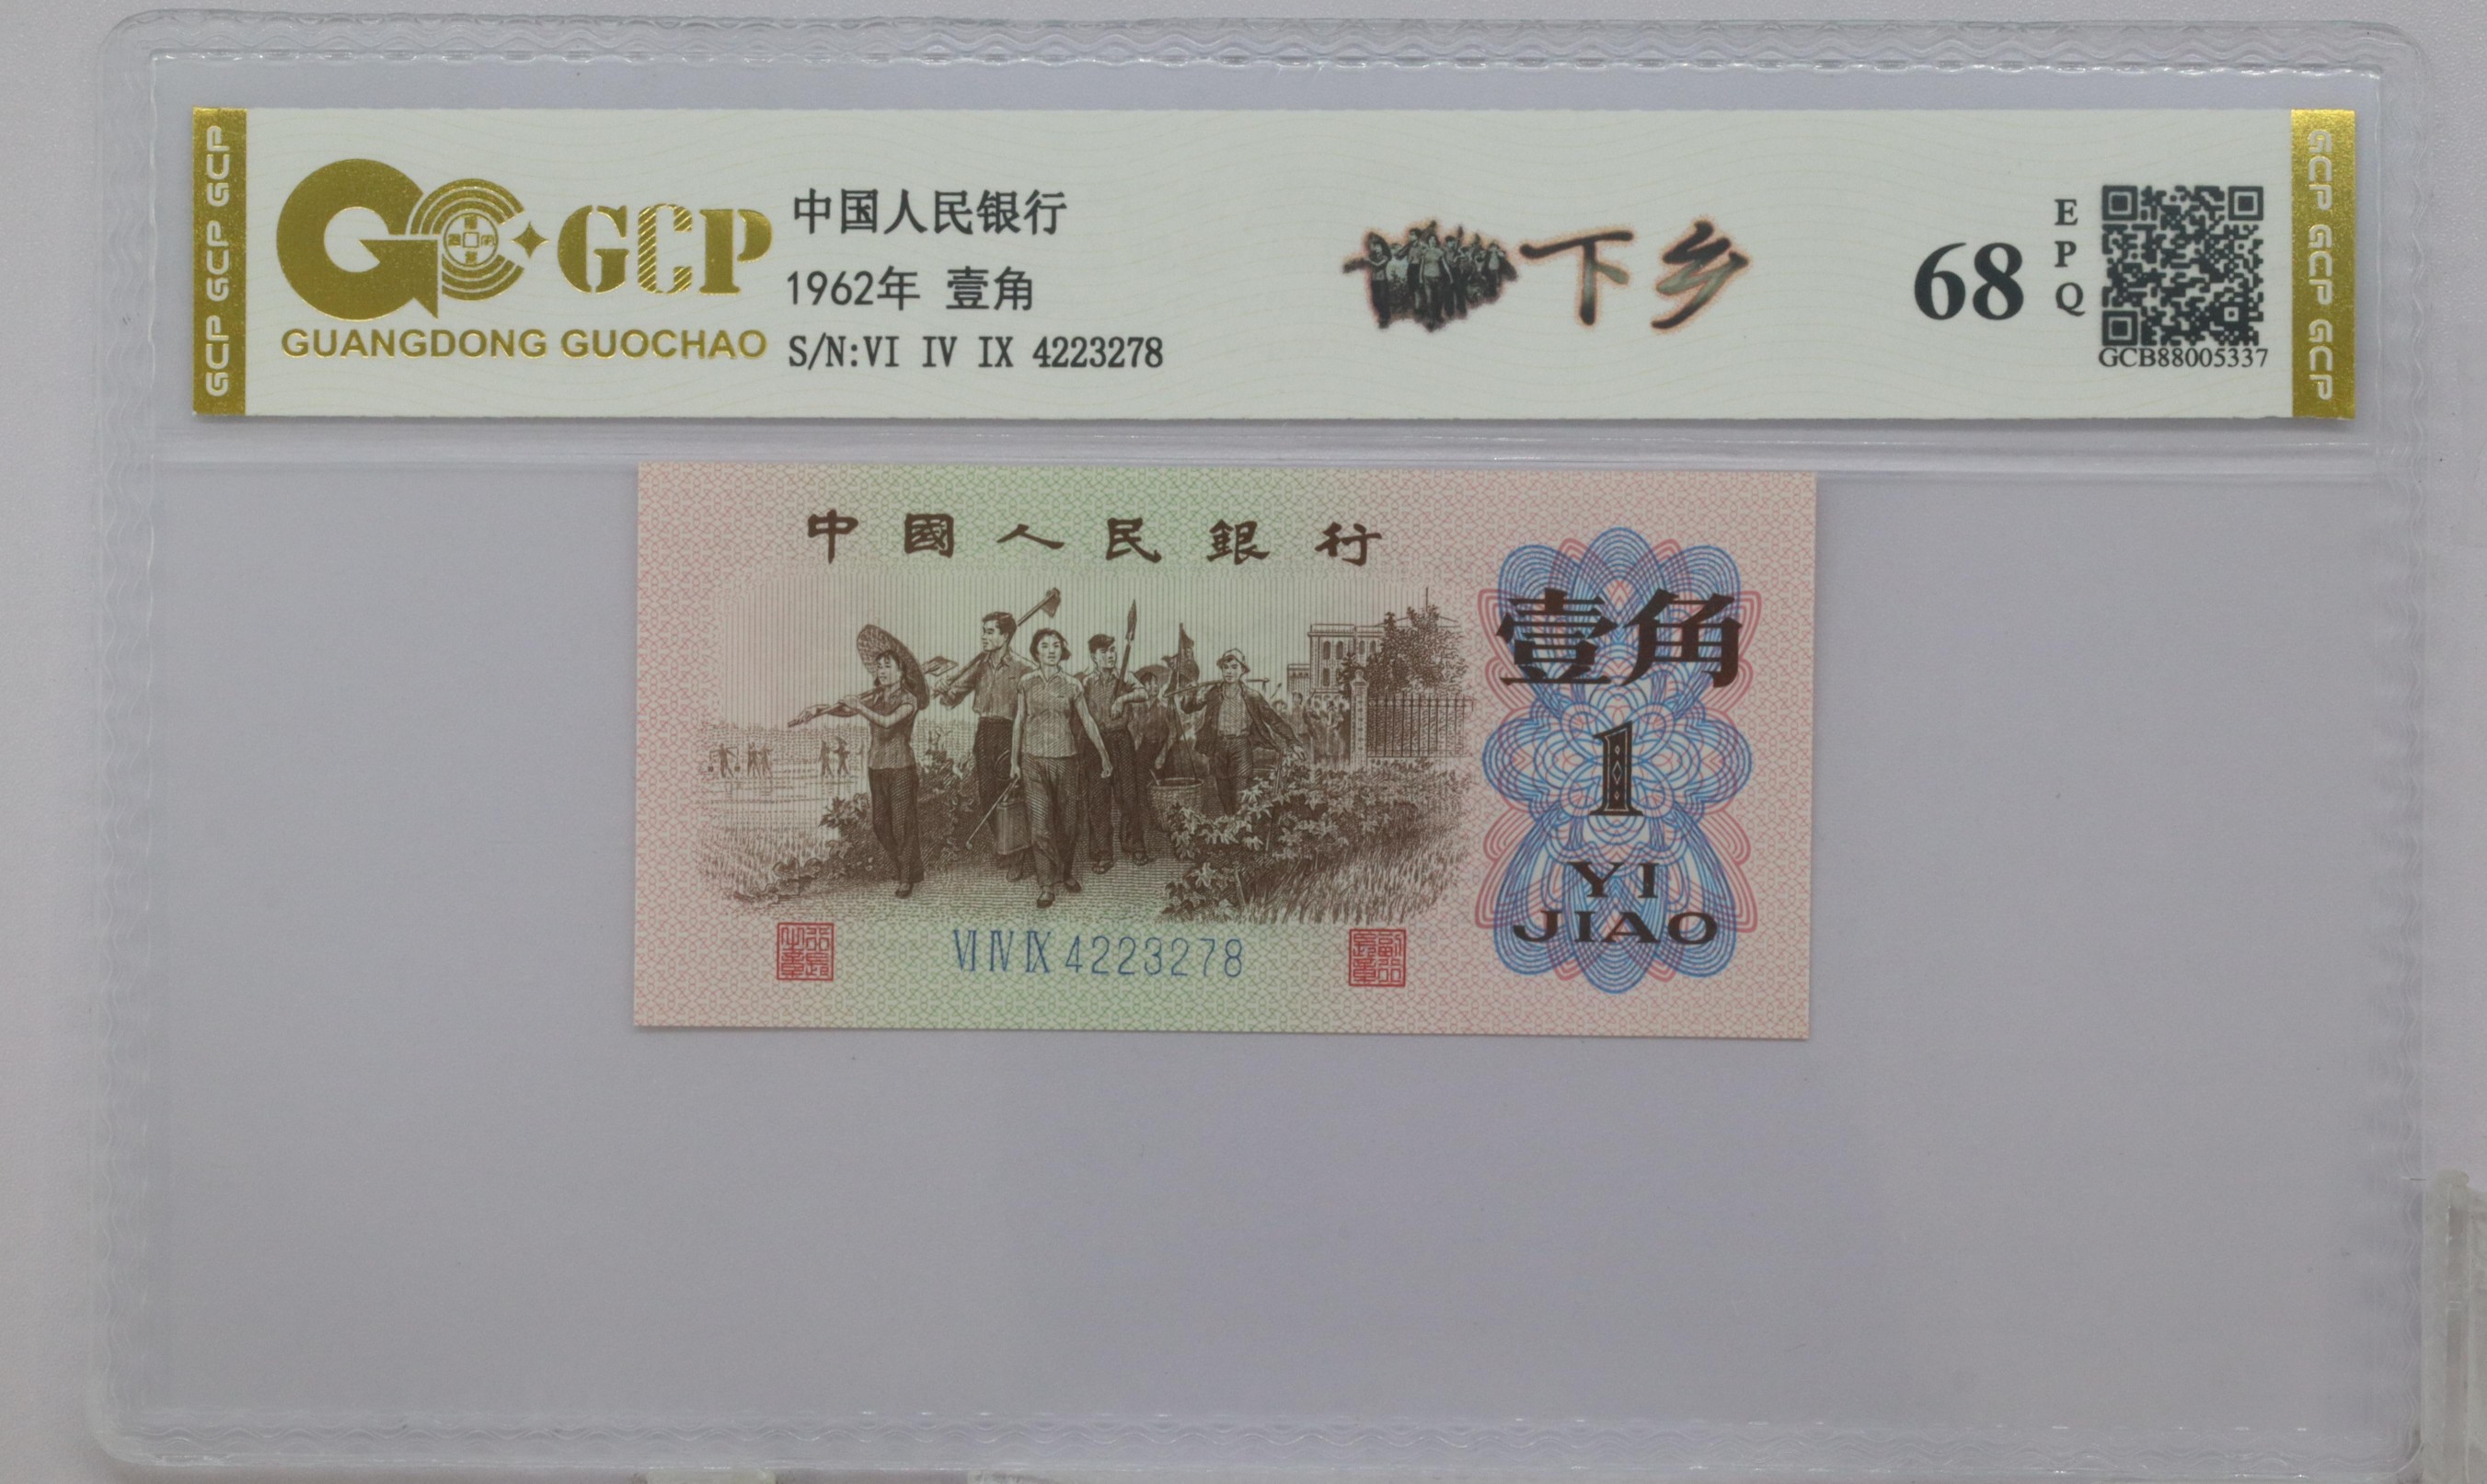 GCP GCP GCP
GCP
GUANGDONG GUOCHAO
中国人民银行
1962年 壹角
S/N:VI IV IX 4223278
下乡
68
EPQ
GCB88005337
GCP GCP GCP
中國人民銀行
壹角
1
YI
JIAO
VI IV IX 4223278